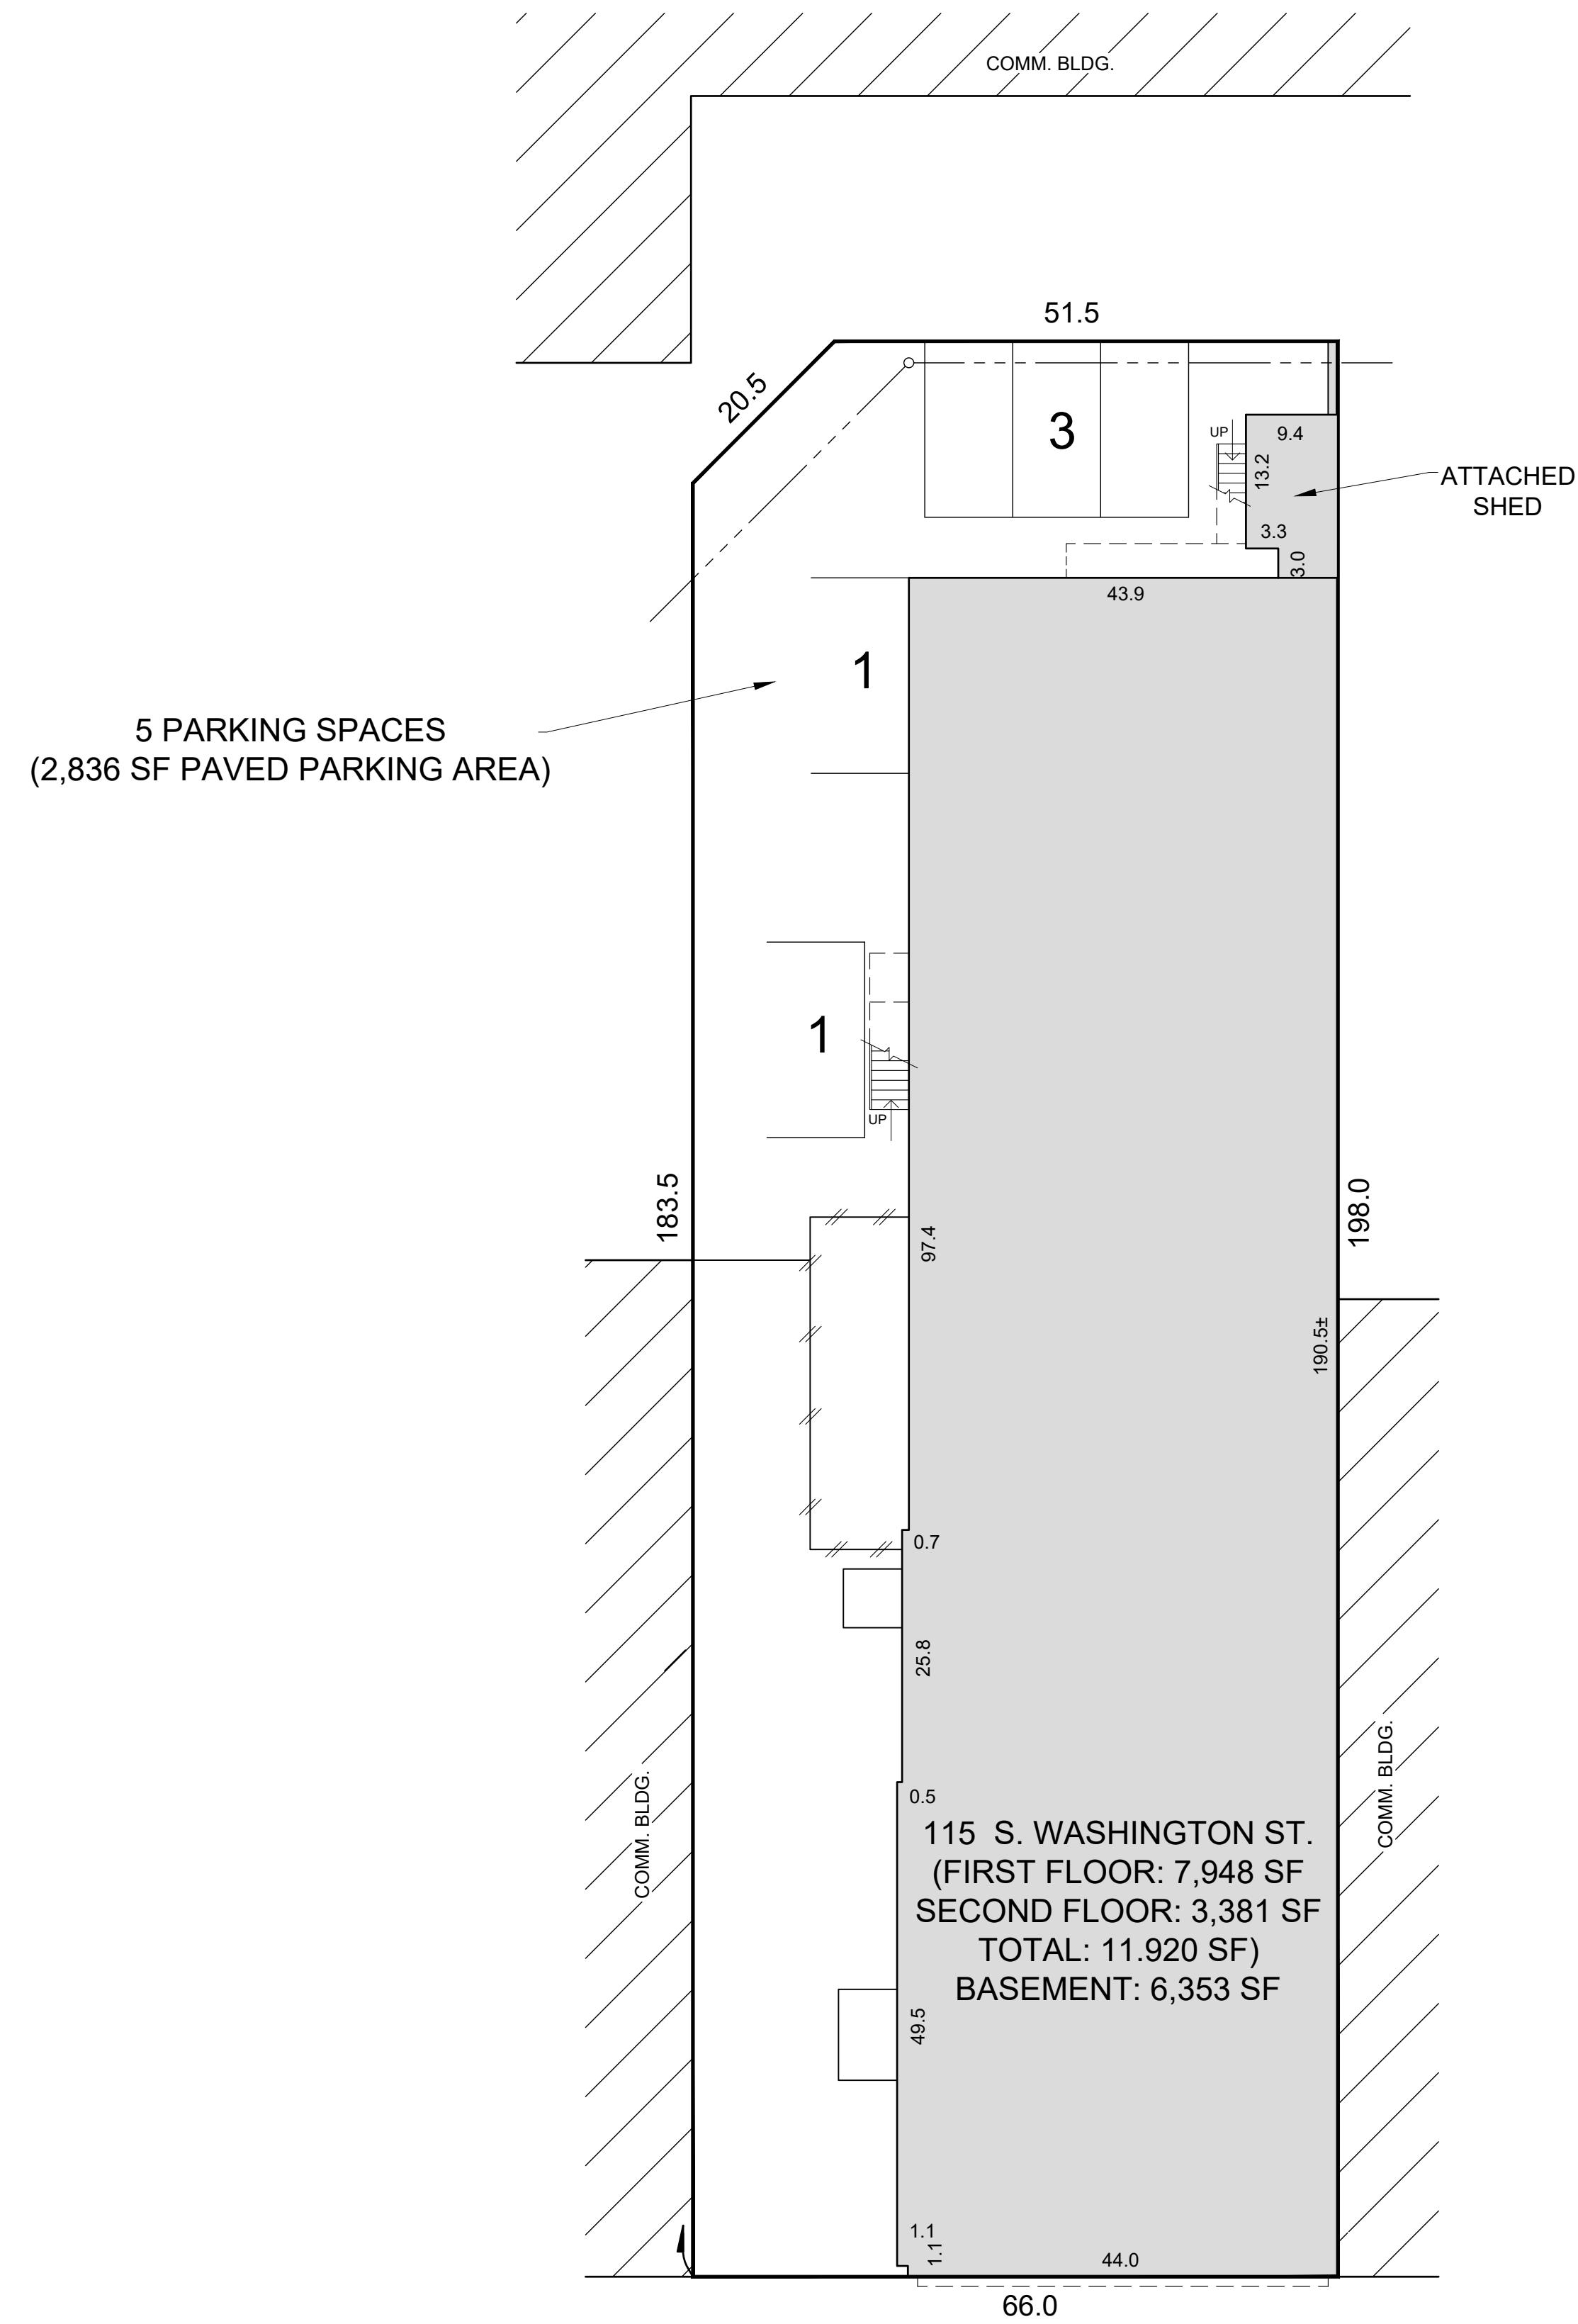 COMM. BLDG.
51.5
20.5
3
UP
9.4
13.2
ATTACHED
SHED
3.3
3.0
43.9
1
5 PARKING SPACES
(2,836 SF PAVED PARKING AREA)
1
UP
183.5
198.0
97.4
190.5±
0.7
25.8
COMM. BLDG.
COMM. BLDG.
0.5
115 S. WASHINGTON ST.
(FIRST FLOOR: 7,948 SF
SECOND FLOOR: 3,381 SF
TOTAL: 11.920 SF)
BASEMENT: 6,353 SF
49.5
1.1
1.1
44.0
66.0